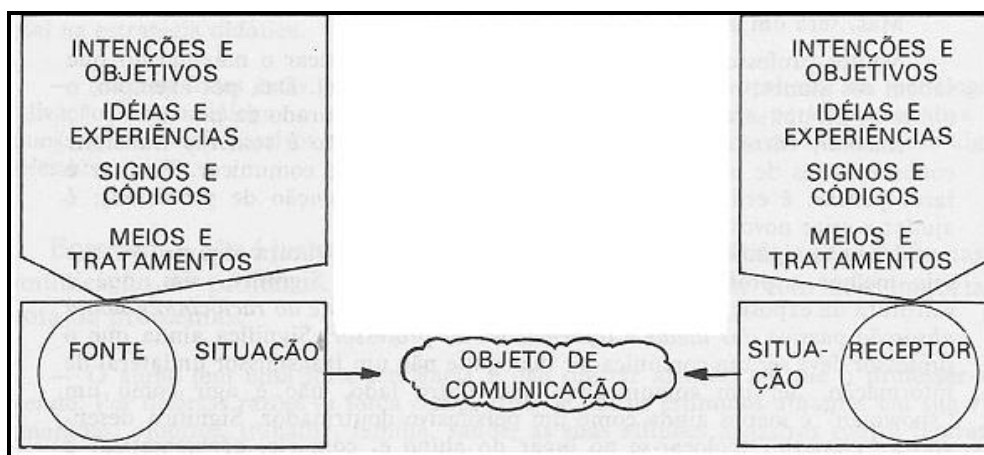 INTENÇÕES E
OBJETIVOS
IDÉIAS E
EXPERIÊNCIAS
SIGNOS E
CÓDIGOS
MEIOS E
TRATAMENTOS
FONTE SITUAÇÃO
OBJETO DE
COMUNICAÇÃO
INTENÇÕES E
OBJETIVOS
IDÉIAS E
EXPERIÊNCIAS
SIGNOS E
CÓDIGOS
MEIOS E
TRATAMENTOS
SITUA-
ÇÃO
RECEPTOR